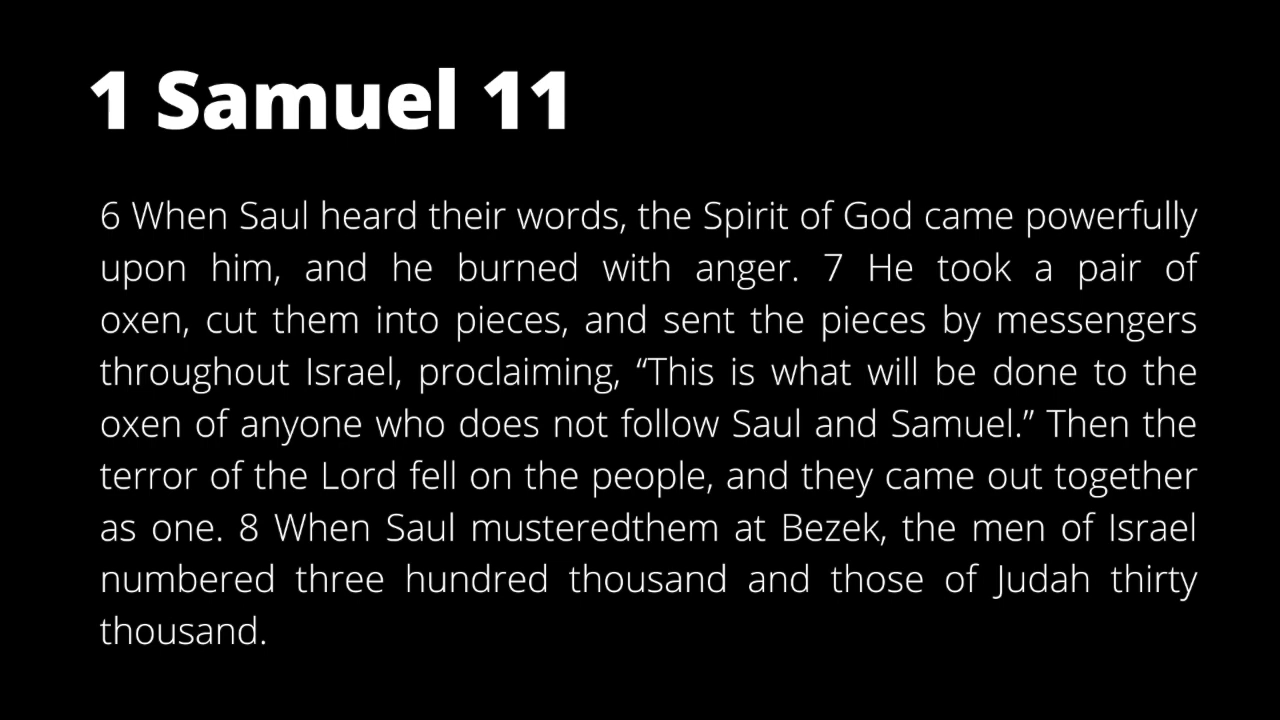 1 Samuel 11
6 When Saul heard their words, the Spirit of God came powerfully
upon him, and he burned with anger. 7 He took a pair of
oxen, cut them into pieces, and sent the pieces by messengers
throughout Israel, proclaiming, “This is what will be done to the
oxen of anyone who does not follow Saul and Samuel.” Then the
terror of the Lord fell on the people, and they came out together
as one. 8 When Saul musteredthem at Bezek, the men of Israel
numbered three hundred thousand and those of Judah thirty
thousand.